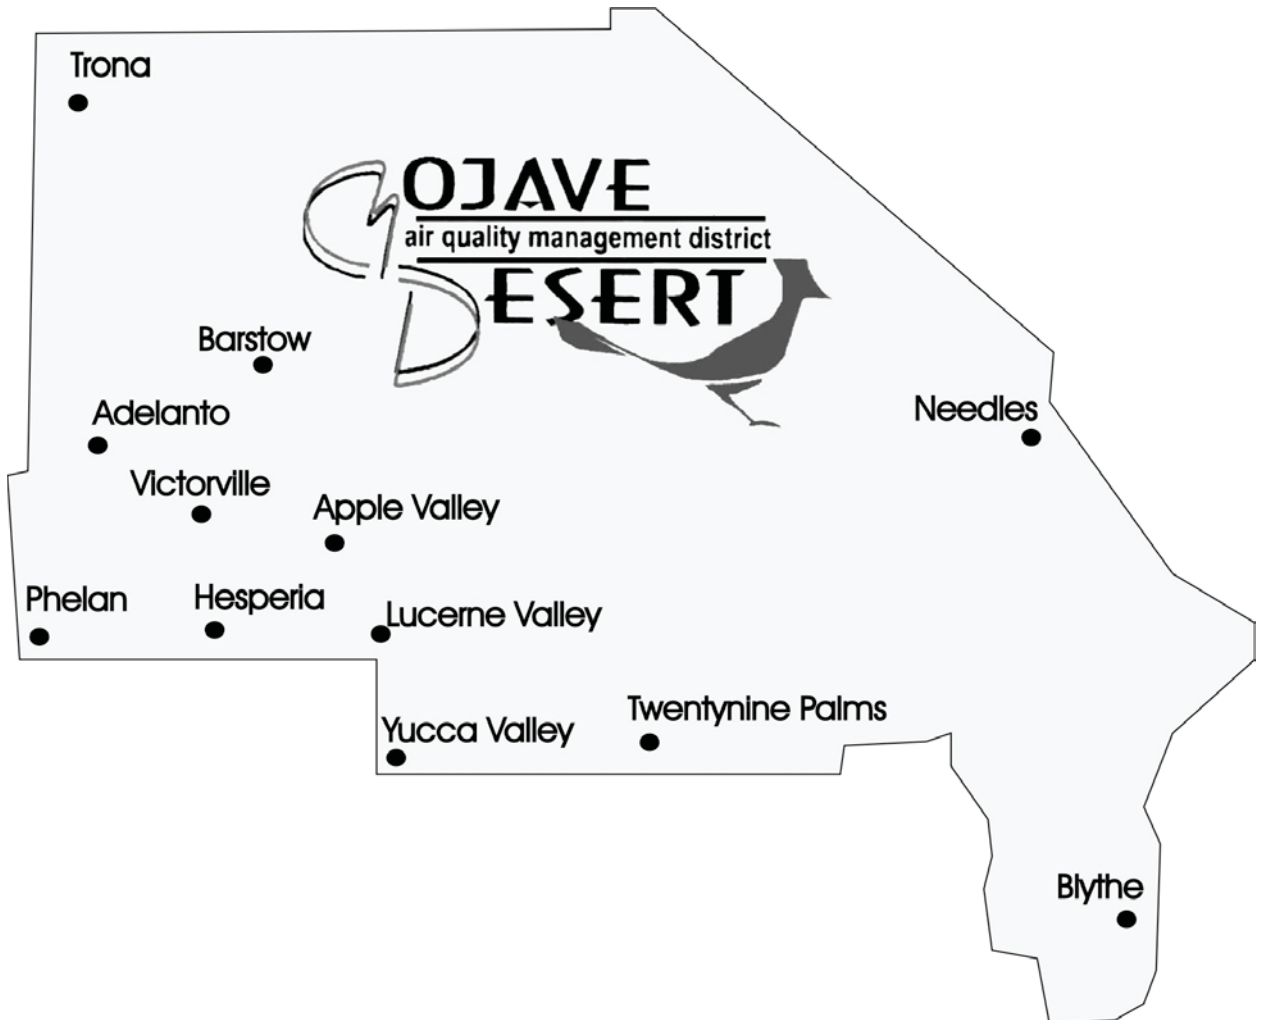 Trona
MOJAVE
air quality management district
DESERT
Barstow
Adelanto
Needles
Victorville
Apple Valley
Phelan
Hesperia
Lucerne Valley
Yucca Valley
Twentynine Palms
Blythe